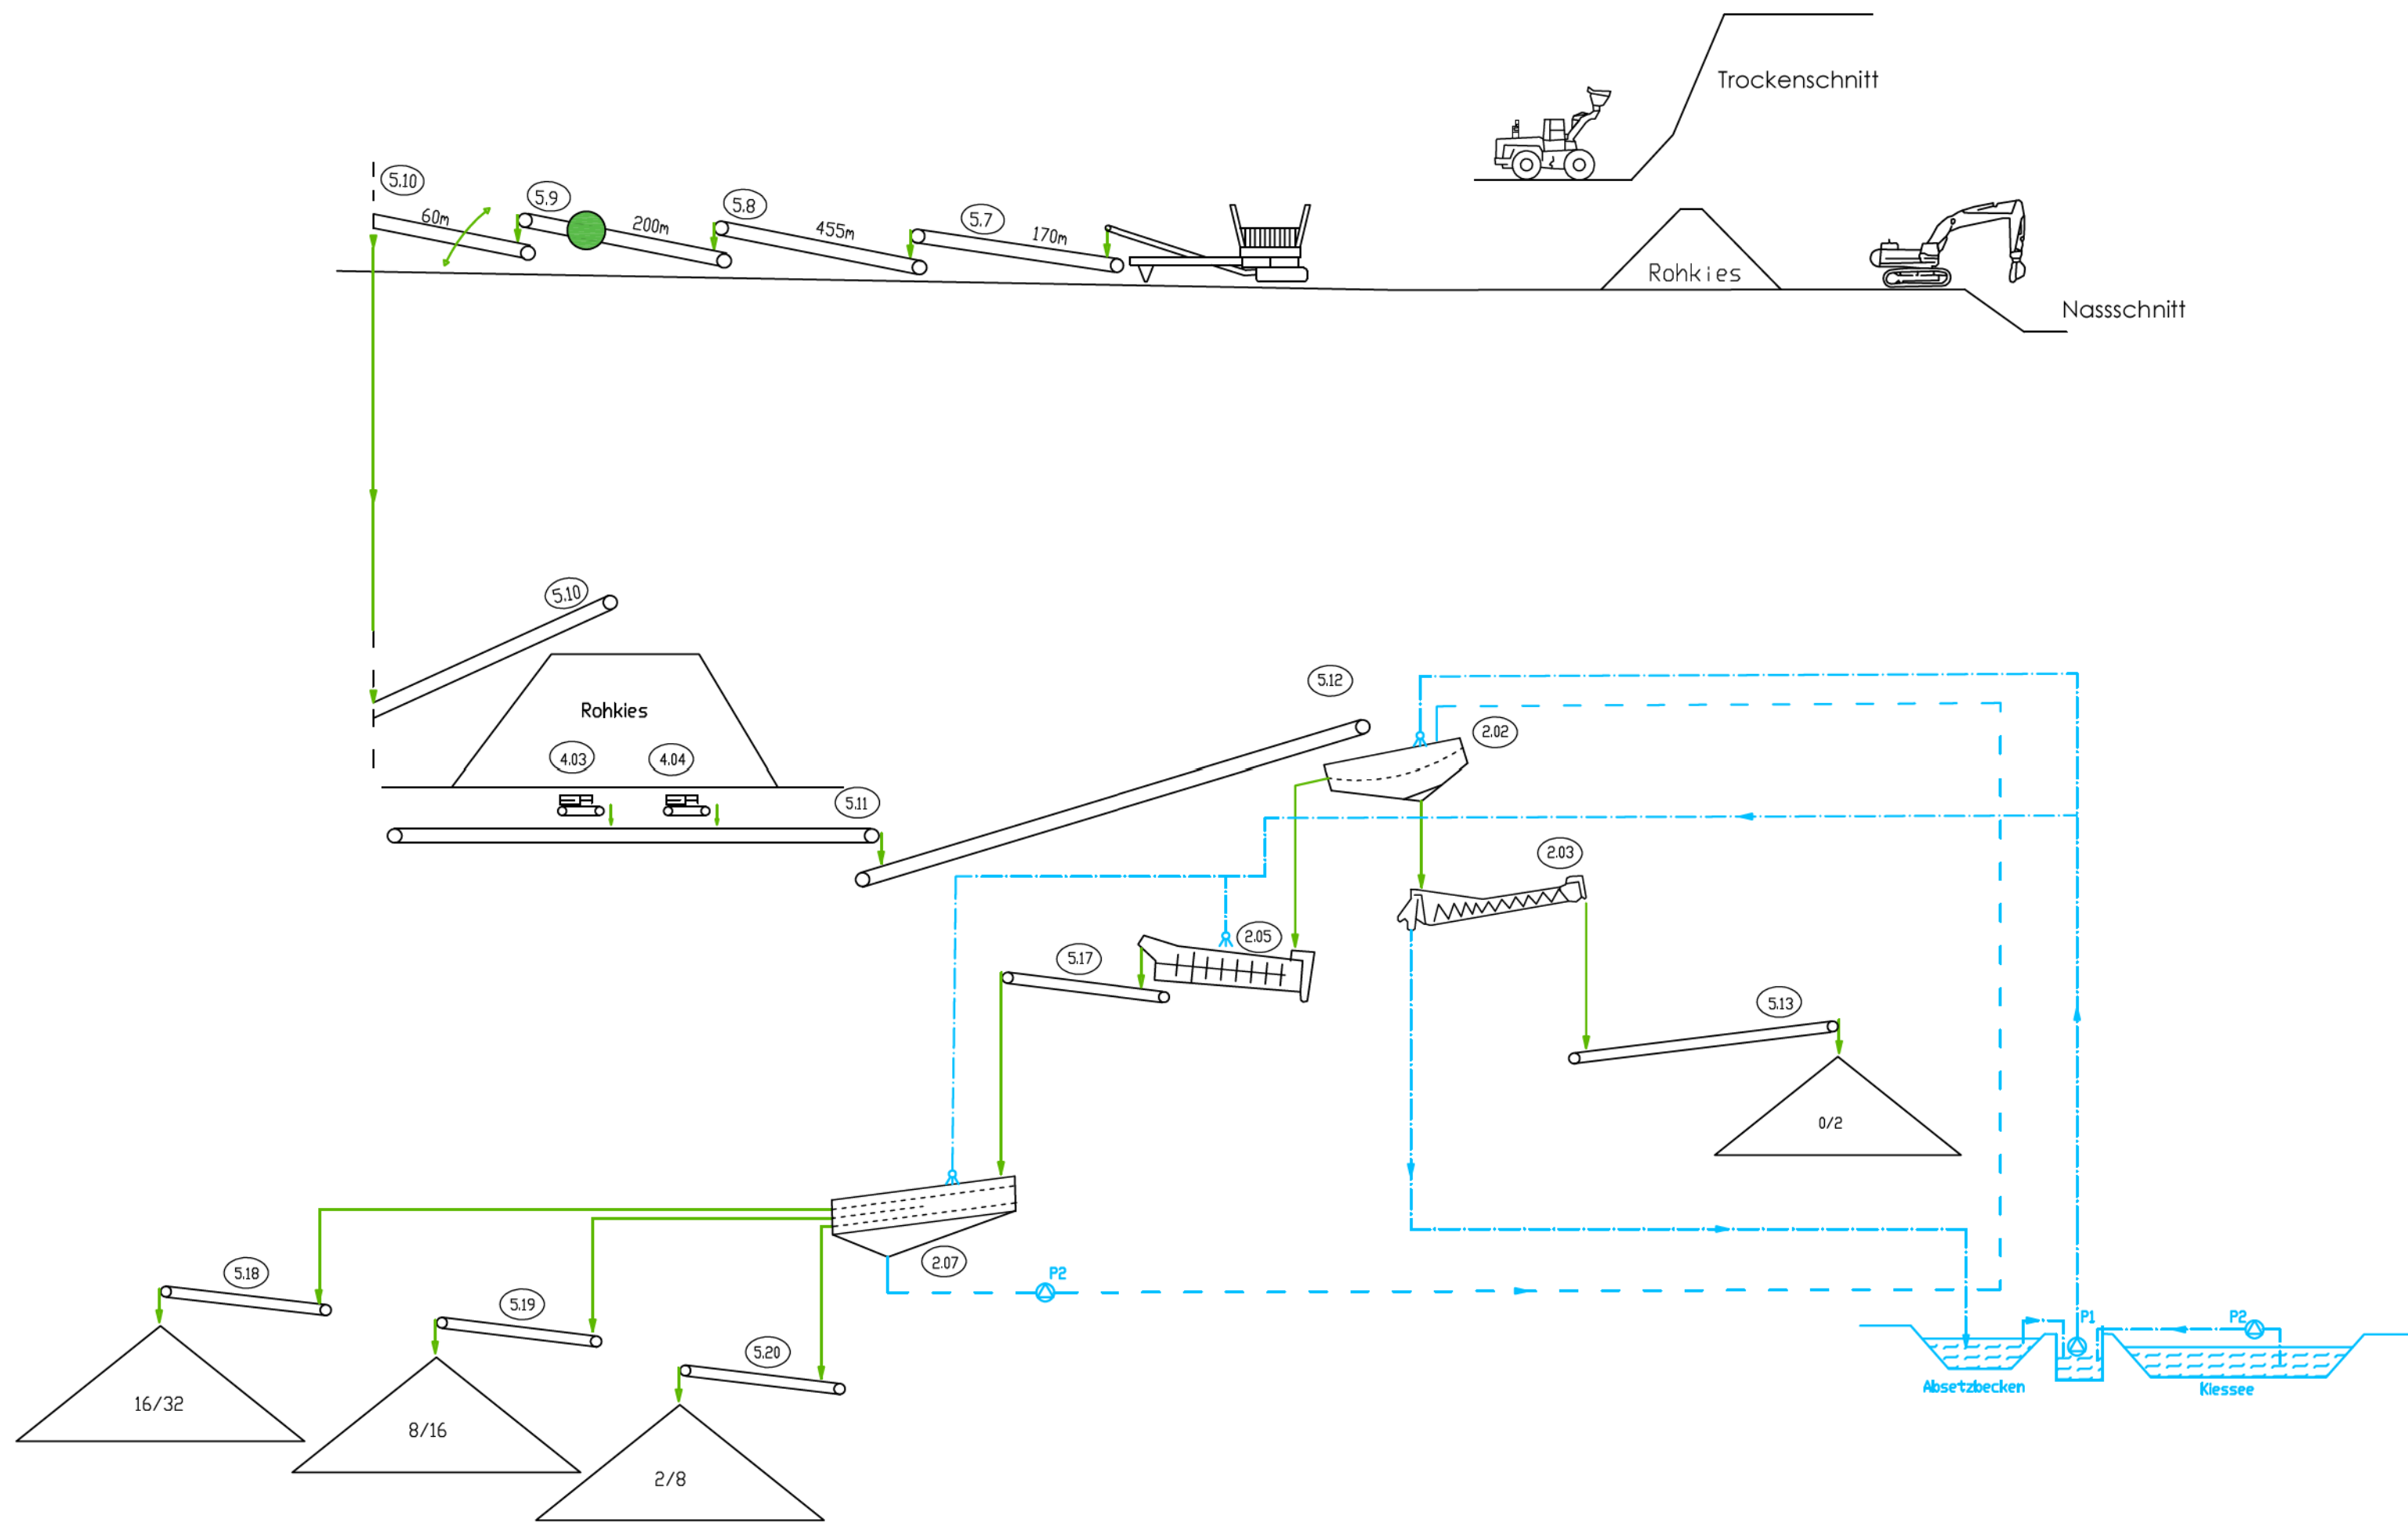 Trockenschnitt
5.10
5.9
5.8
5.7
60m
200m
455m
170m
Rohkies
Nassschnitt
5.10
Rohkies
4.03
4.04
5.11
5.12
2.02
2.03
2.05
5.17
5.13
0/2
2.07
P2
5.18
5.19
5.20
16/32
8/16
2/8
P1
P2
Absetzbecken
Kiessee